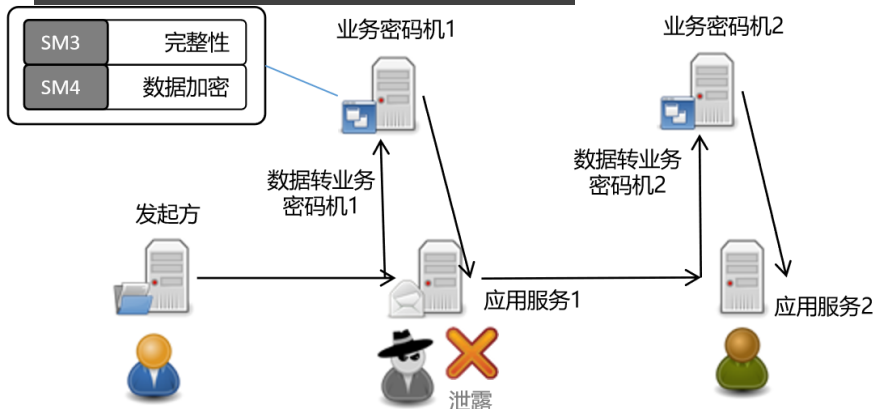 业务密码机1
业务密码机2
SM3 完整性
SM4 数据加密
数据转业务
密码机1
数据转业务
密码机2
发起方
应用服务1
应用服务2
泄露